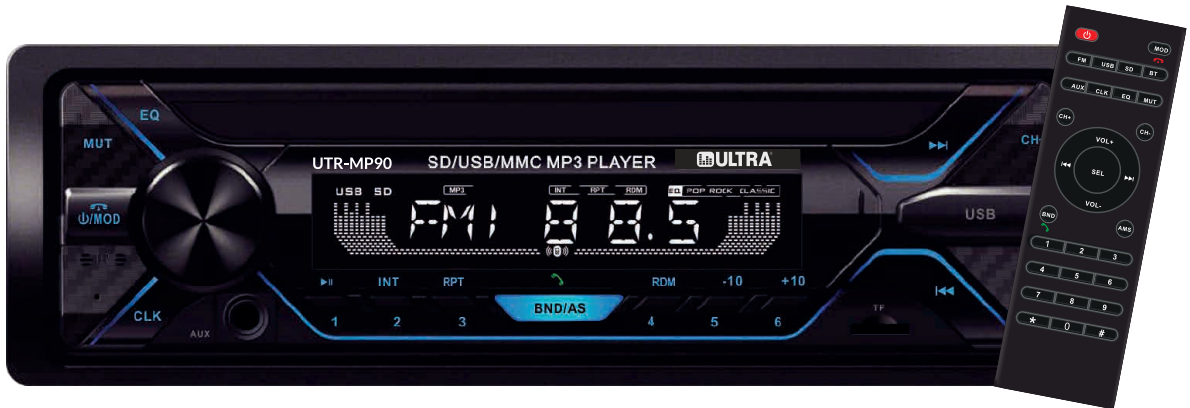 EQ
MUT
/MOD
CLK
AUX
UTR-MP90 SD/USB/MMC MP3 PLAYER ULTRA®
USB SD MP3 INT RPT RDM EQ POP ROCK CLASSIC
FM1 88.5
INT RPT RDM -10 +10
BND/AS
1 2 3 4 5 6
CH
USB
TF
MOD
FM USB SD BT
AUX CLK EQ MUT
CH+ CH-
VOL+
SEL
VOL-
BND AMS
1 2 3
4 5 6
7 8 9
* 0 #